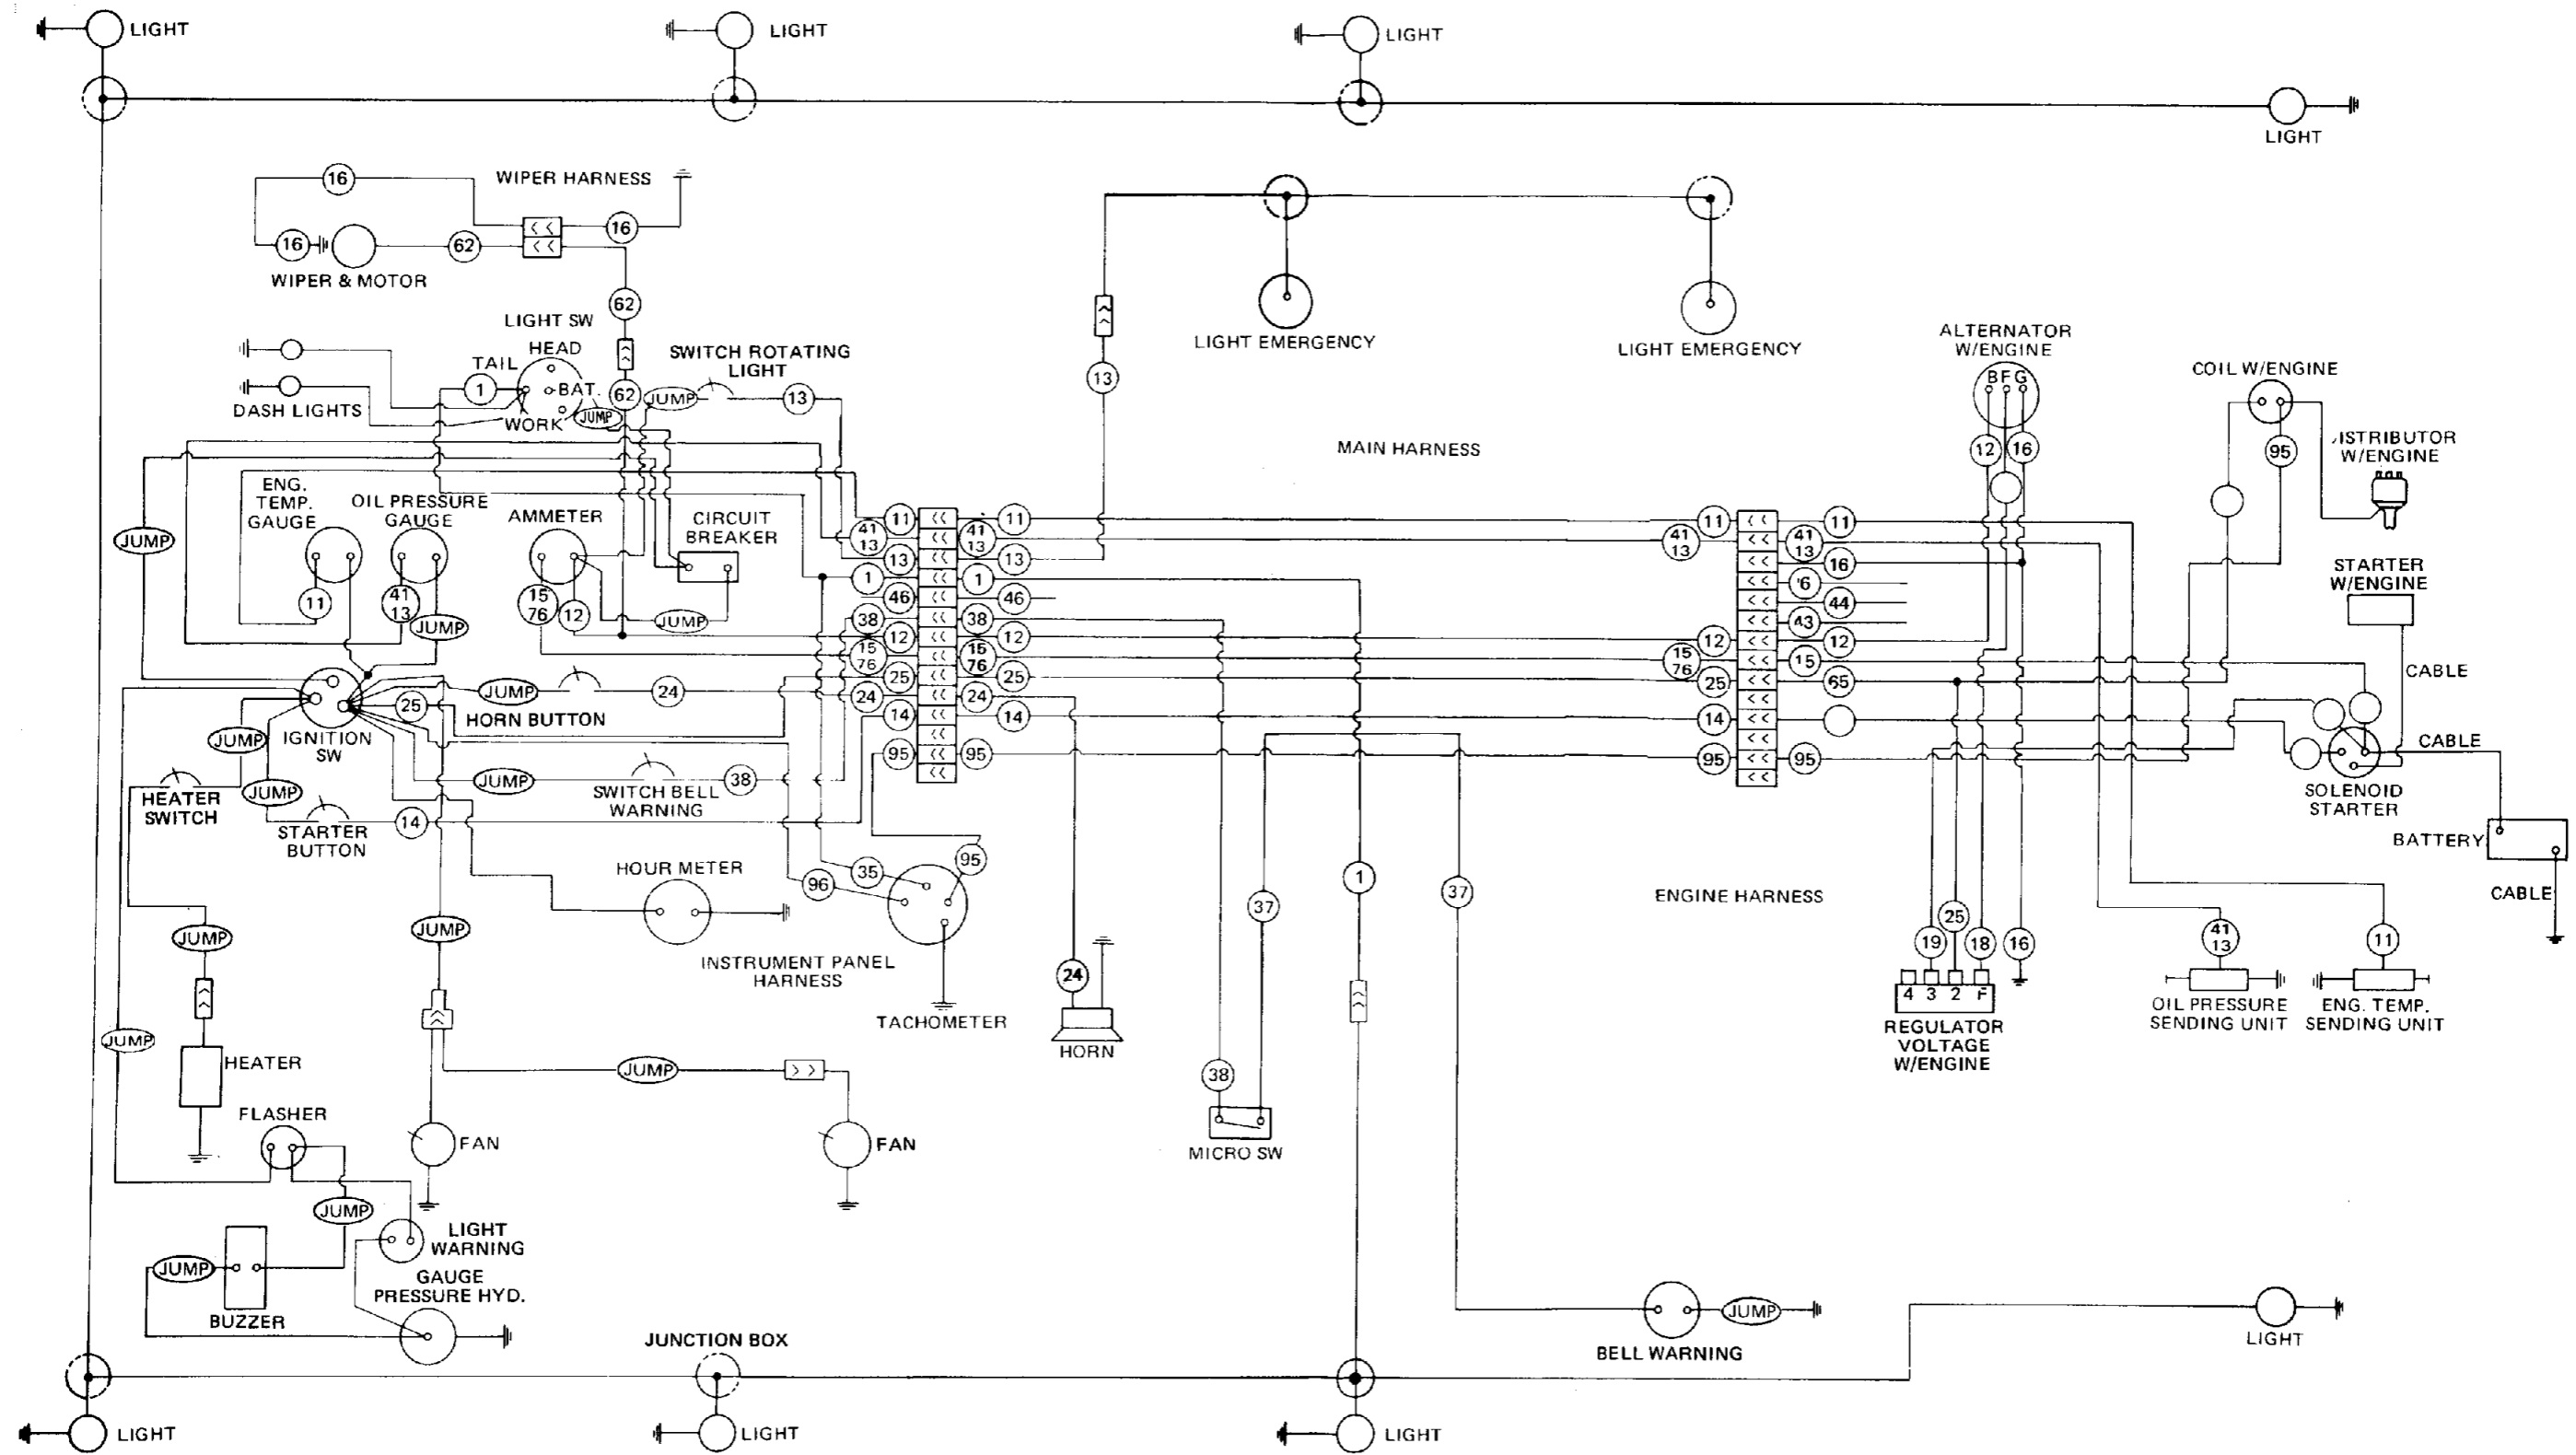 LIGHT
LIGHT
LIGHT
LIGHT
16
WIPER HARNESS
16
16
62
WIPER & MOTOR
62
LIGHT SW
HEAD
TAIL
1
BAT.
62
JUMP
WORK
DASH LIGHTS
SWITCH ROTATING
LIGHT
JUMP
13
13
LIGHT EMERGENCY
LIGHT EMERGENCY
MAIN HARNESS
ALTERNATOR
W/ENGINE
B F G
12
16
COIL W/ENGINE
95
ISTRIBUTOR
W/ENGINE
STARTER
W/ENGINE
CABLE
JUMP
ENG.
TEMP.
GAUGE
11
OIL PRESSURE
GAUGE
41
13
JUMP
AMMETER
15
76
12
CIRCUIT
BREAKER
JUMP
11
11
41
13
41
13
13
13
1
1
46
46
38
38
12
12
15
76
15
76
25
25
24
24
14
14
95
95
11
11
41
13
41
13
16
6
44
43
12
12
15
76
15
25
65
14
95
95
IGNITION
SW
25
JUMP
HORN BUTTON
24
JUMP
HEATER
SWITCH
JUMP
STARTER
BUTTON
14
JUMP
SWITCH BELL
WARNING
38
HOUR METER
96
35
95
INSTRUMENT PANEL
HARNESS
TACHOMETER
24
HORN
38
37
MICRO SW
1
37
ENGINE HARNESS
CABLE
SOLENOID
STARTER
BATTERY
CABLE
19
25
18
16
4 3 2 F
REGULATOR
VOLTAGE
W/ENGINE
41
13
OIL PRESSURE
SENDING UNIT
11
ENG. TEMP.
SENDING UNIT
JUMP
JUMP
JUMP
HEATER
JUMP
FAN
FAN
FLASHER
JUMP
LIGHT
WARNING
JUMP
BUZZER
GAUGE
PRESSURE HYD.
JUNCTION BOX
BELL WARNING
JUMP
LIGHT
LIGHT
LIGHT
LIGHT